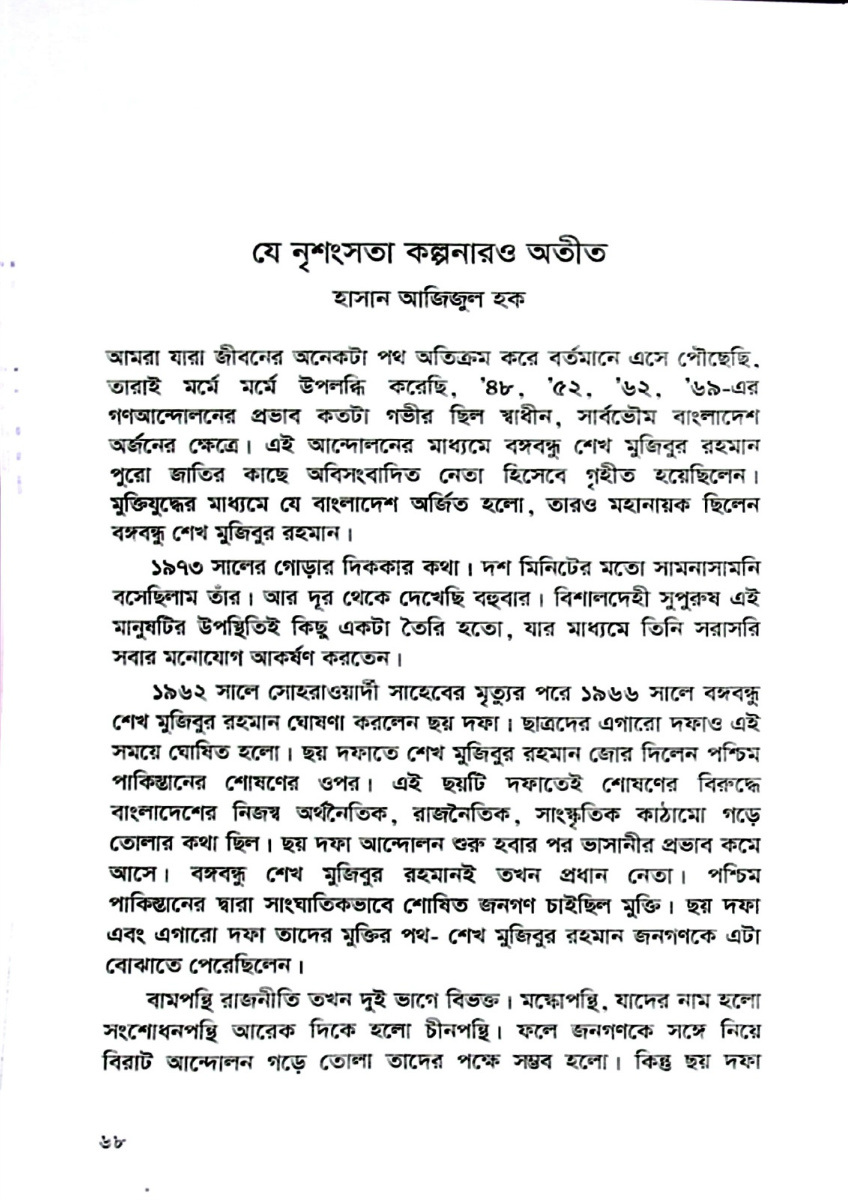 যে নৃশংসতা কল্পনারও অতীত
হাসান আজিজুল হক
আমরা যারা জীবনের অনেকটা পথ অতিক্রম করে বর্তমানে এসে পৌছেছি,
তারাই মর্মে মর্মে উপলব্ধি করেছি, '৪৮, '৫২, '৬২, '৬৯-এর
গণআন্দোলনের প্রভাব কতটা গভীর ছিল স্বাধীন, সার্বভৌম বাংলাদেশ
অর্জনের ক্ষেত্রে। এই আন্দোলনের মাধ্যমে বঙ্গবন্ধু শেখ মুজিবুর রহমান
পুরো জাতির কাছে অবিসংবাদিত নেতা হিসেবে গৃহীত হয়েছিলেন।
মুক্তিযুদ্ধের মাধ্যমে যে বাংলাদেশ অর্জিত হলো, তারও মহানায়ক ছিলেন
বঙ্গবন্ধু শেখ মুজিবুর রহমান।
১৯৭৩ সালের গোড়ার দিককার কথা। দশ মিনিটের মতো সামনাসামনি
বসেছিলাম তাঁর। আর দূর থেকে দেখেছি বহুবার। বিশালদেহী সুপুরুষ এই
মানুষটির উপস্থিতিই কিছু একটা তৈরি হতো, যার মাধ্যমে তিনি সরাসরি
সবার মনোযোগ আকর্ষণ করতেন।
১৯৬২ সালে সোহরাওয়ার্দী সাহেবের মৃত্যুর পরে ১৯৬৬ সালে বঙ্গবন্ধু
শেখ মুজিবুর রহমান ঘোষণা করলেন ছয় দফা। ছাত্রদের এগারো দফাও এই
সময়ে ঘোষিত হলো। ছয় দফাতে শেখ মুজিবুর রহমান জোর দিলেন পশ্চিম
পাকিস্তানের শোষণের ওপর। এই ছয়টি দফাতেই শোষণের বিরুদ্ধে
বাংলাদেশের নিজস্ব অর্থনৈতিক, রাজনৈতিক, সাংস্কৃতিক কাঠামো গড়ে
তোলার কথা ছিল। ছয় দফা আন্দোলন শুরু হবার পর ভাসানীর প্রভাব কমে
আসে। বঙ্গবন্ধু শেখ মুজিবুর রহমানই তখন প্রধান নেতা। পশ্চিম
পাকিস্তানের দ্বারা সাংঘাতিকভাবে শোষিত জনগণ চাইছিল মুক্তি। ছয় দফা
এবং এগারো দফা তাদের মুক্তির পথ- শেখ মুজিবুর রহমান জনগণকে এটা
বোঝাতে পেরেছিলেন।
বামপন্থি রাজনীতি তখন দুই ভাগে বিভক্ত। মস্কোপন্থি, যাদের নাম হলো
সংশোধনপন্থি আরেক দিকে হলো চীনপন্থি। ফলে জনগণকে সঙ্গে নিয়ে
বিরাট আন্দোলন গড়ে তোলা তাদের পক্ষে সম্ভব হলো। কিন্তু ছয় দফা
৬৮